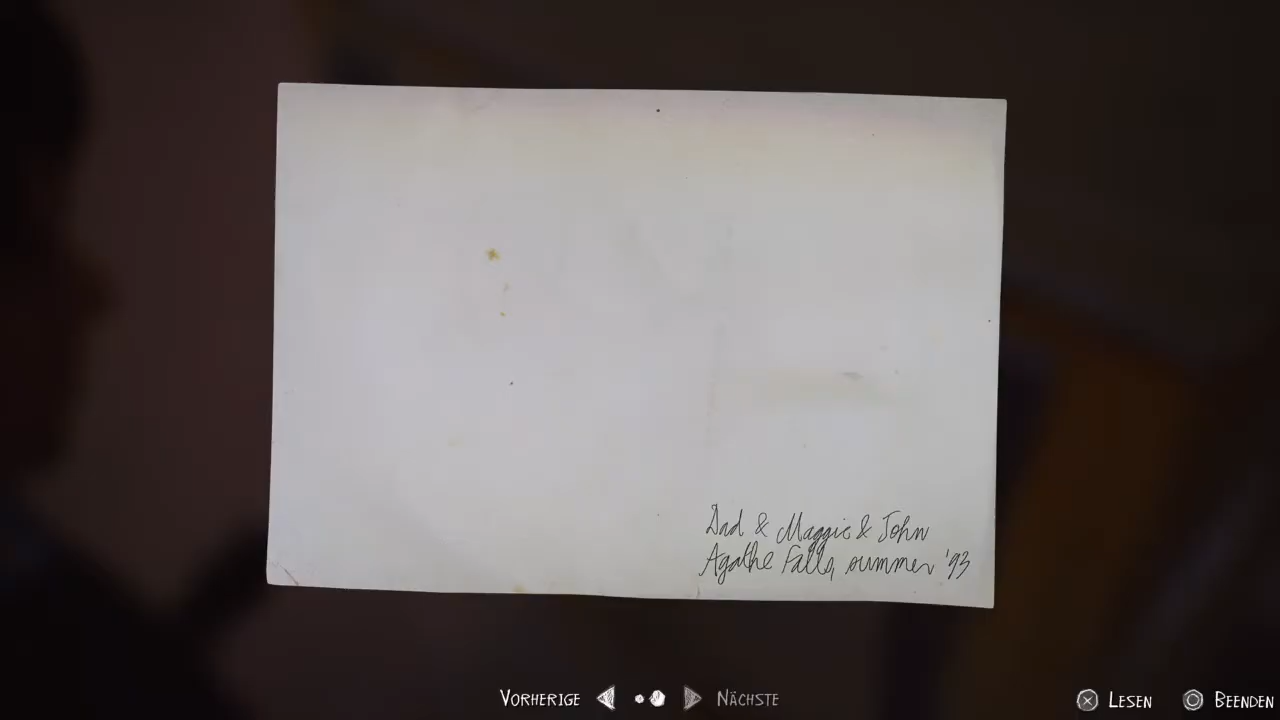 Dad & Maggie & John
Agathe Falls, summer '93
VORHERIGE NÄCHSTE LESEN BEENDEN